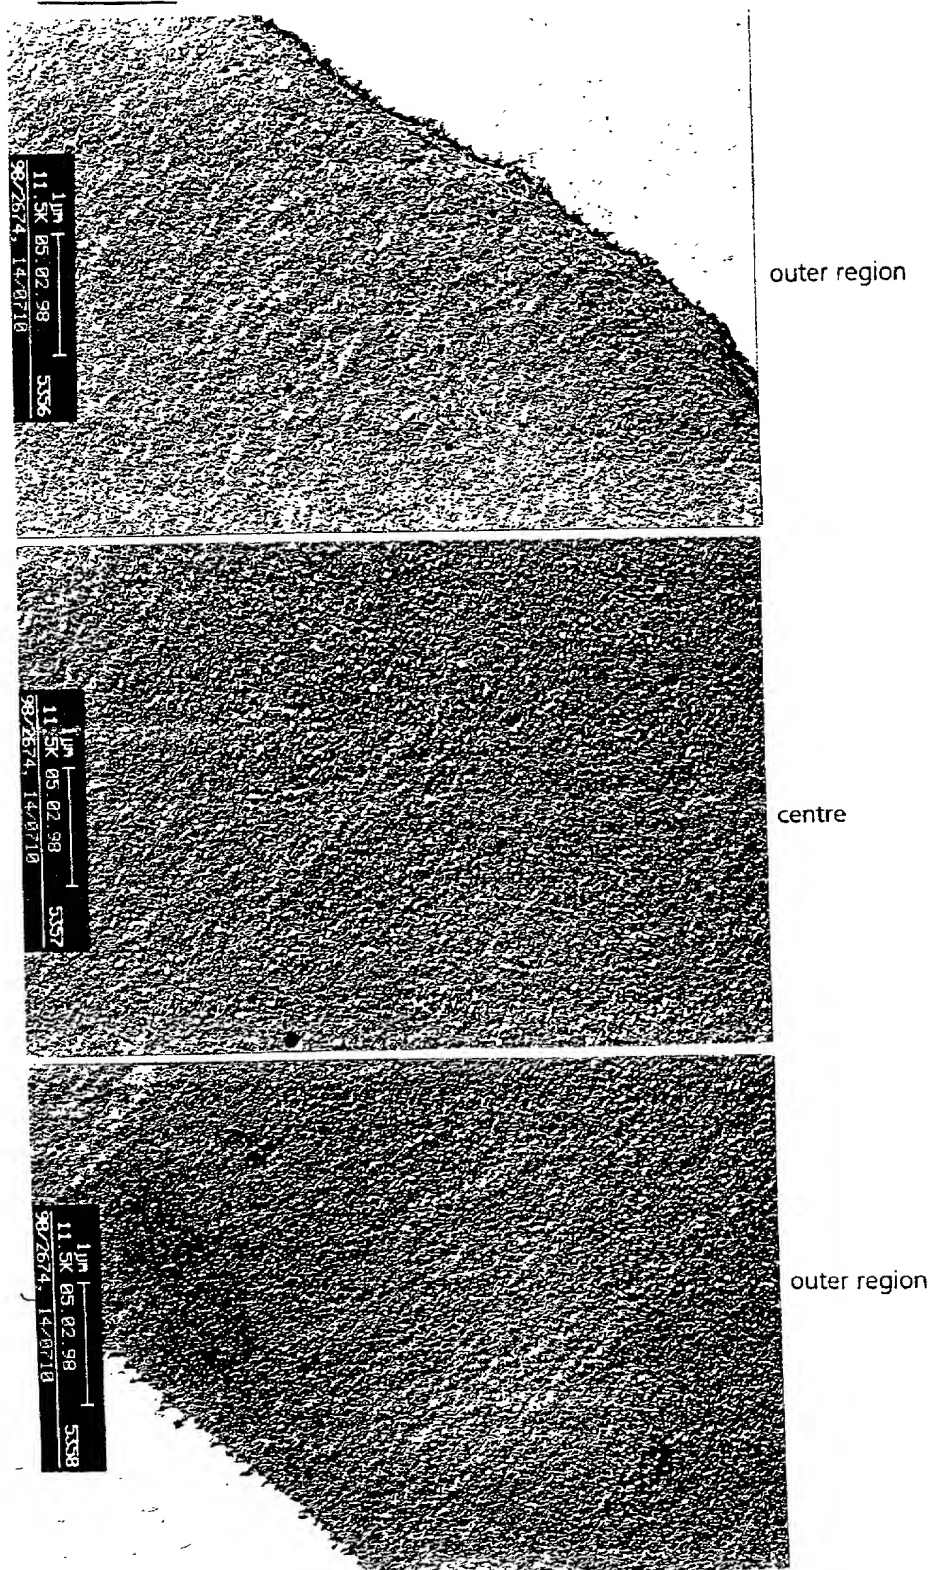 1µm
11.5K 05.02.98 5356
98/2674, 14/0710
outer region
1µm
11.5K 05.02.98 5357
98/2674, 14/0710
centre
1µm
11.5K 05.02.98 5358
98/2674, 14/0710
outer region